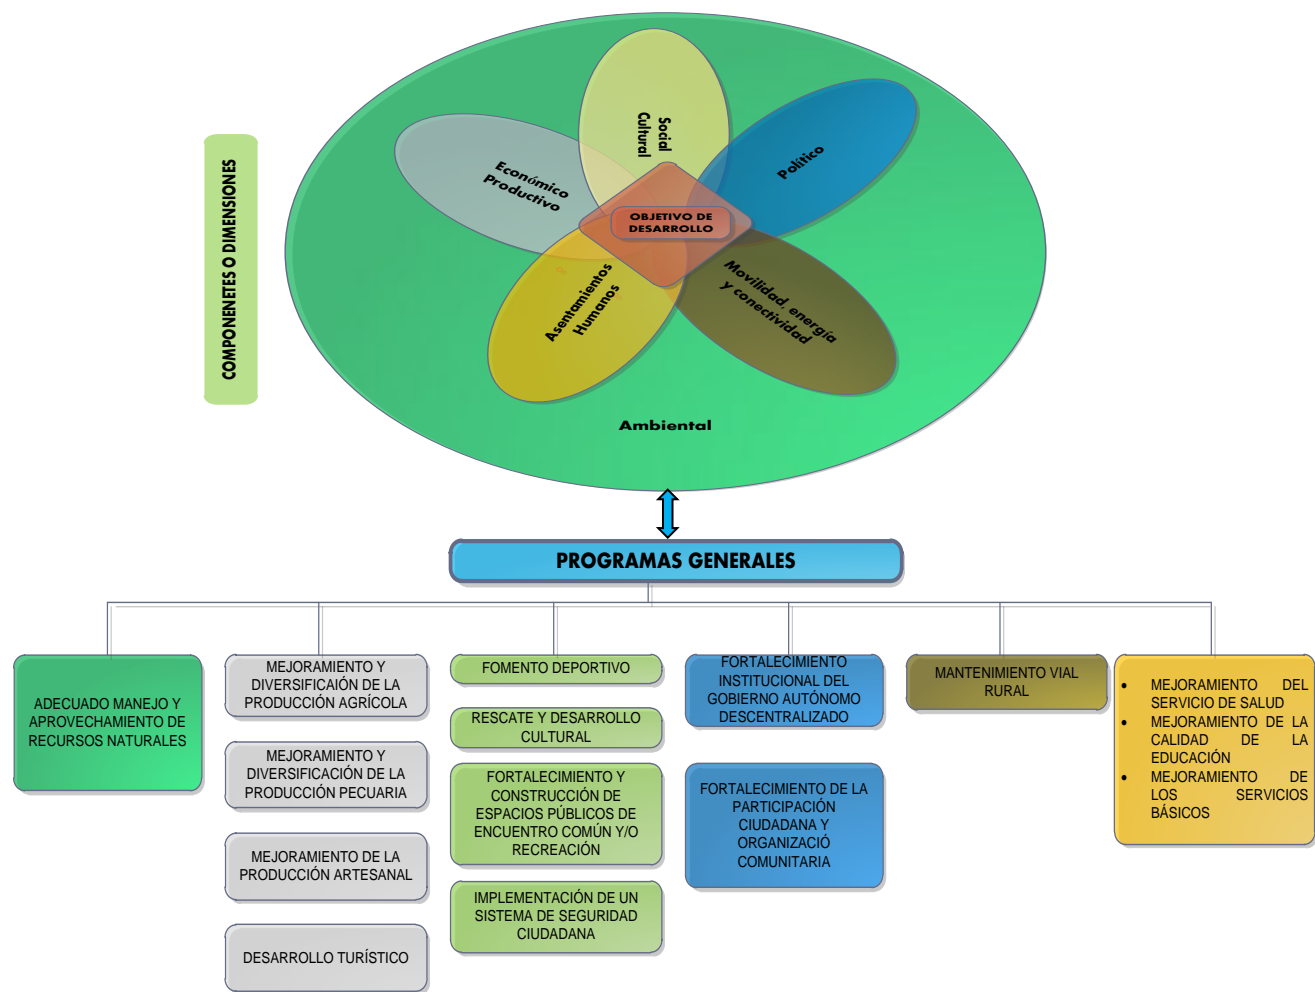 COMPONENETES O DIMENSIONES
Social
Cultural
Económico
Productivo
Político
OBJETIVO DE
DESARROLLO
Asentamientos
Humanos
Movilidad, energía
y conectividad
Ambiental
PROGRAMAS GENERALES
ADECUADO MANEJO Y
APROVECHAMIENTO DE
RECURSOS NATURALES
MEJORAMIENTO Y
DIVERSIFICAIÓN DE LA
PRODUCCIÓN AGRÍCOLA
MEJORAMIENTO Y
DIVERSIFICACIÓN DE LA
PRODUCCIÓN PECUARIA
MEJORAMIENTO DE LA
PRODUCCIÓN ARTESANAL
DESARROLLO TURÍSTICO
FOMENTO DEPORTIVO
RESCATE Y DESARROLLO
CULTURAL
FORTALECIMIENTO Y
CONSTRUCCIÓN DE
ESPACIOS PÚBLICOS DE
ENCUENTRO COMÚN Y/O
RECREACIÓN
IMPLEMENTACIÓN DE UN
SISTEMA DE SEGURIDAD
CIUDADANA
FORTALECIMIENTO
INSTITUCIONAL DEL
GOBIERNO AUTÓNOMO
DESCENTRALIZADO
FORTALECIMIENTO DE LA
PARTICIPACIÓN
CIUDADANA Y
ORGANIZACIÓ
COMUNITARIA
MANTENIMIENTO VIAL
RURAL
• MEJORAMIENTO DEL
SERVICIO DE SALUD
• MEJORAMIENTO DE LA
CALIDAD DE LA
EDUCACIÓN
• MEJORAMIENTO DE
LOS SERVICIOS
BÁSICOS